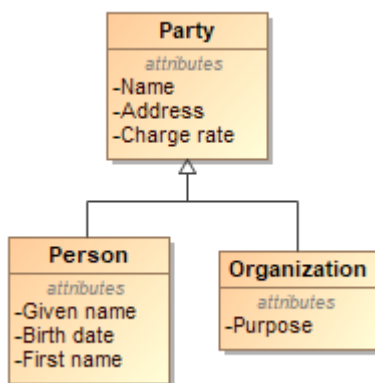 Party
attributes
-Name
-Address
-Charge rate
Person
attributes
-Given name
-Birth date
-First name
Organization
attributes
-Purpose